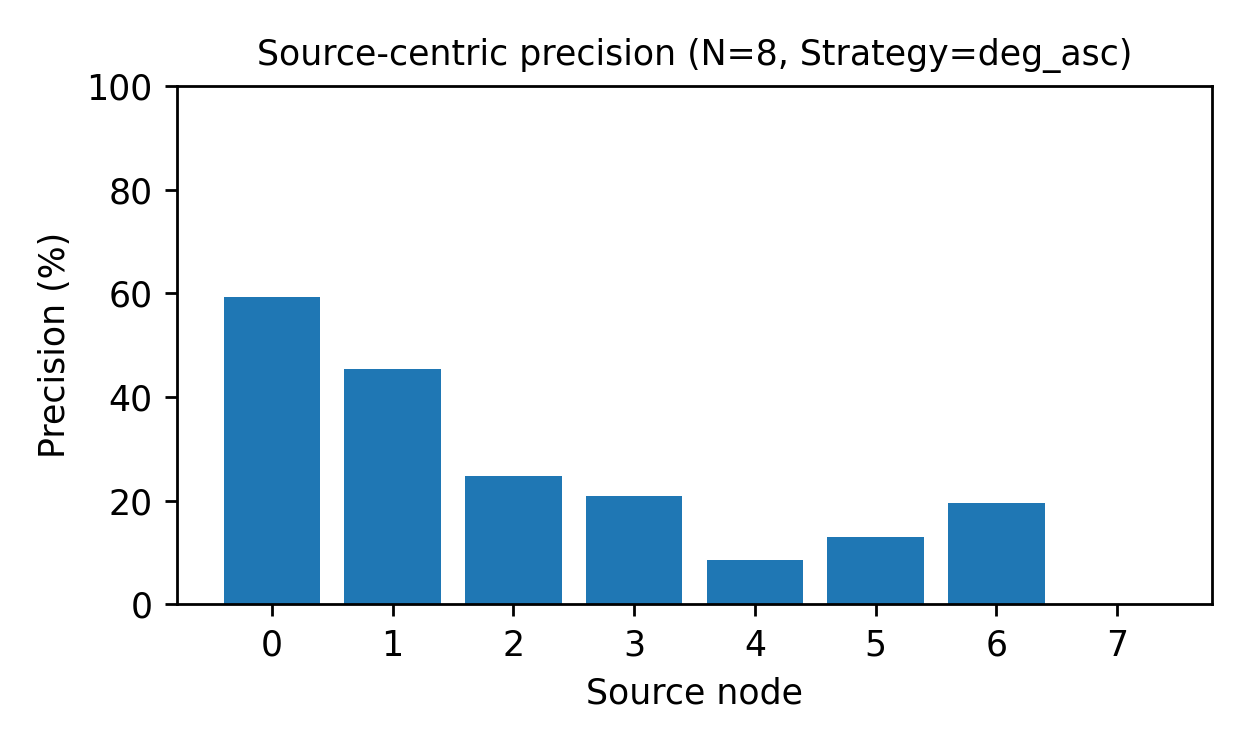 Source-centric precision (N=8, Strategy=deg_asc)
100
80
60
40
20
0
Precision (%)
0 1 2 3 4 5 6 7
Source node